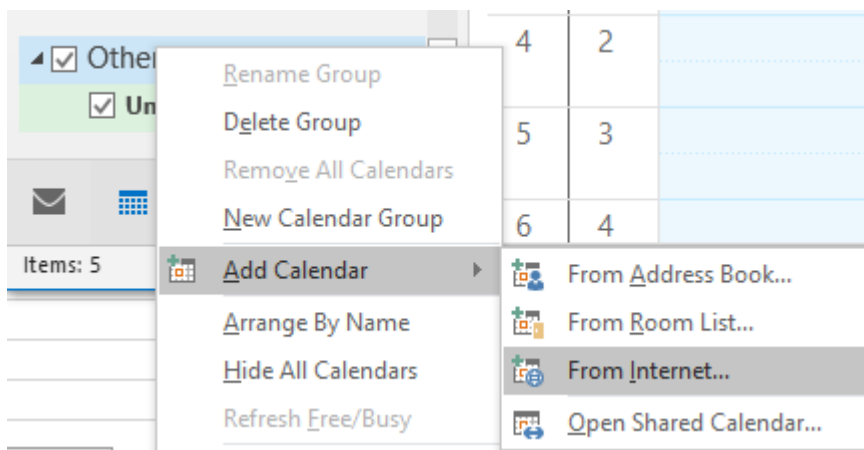 Other
Un
Items: 5
Rename Group
Delete Group
Remove All Calendars
New Calendar Group
Add Calendar
Arrange By Name
Hide All Calendars
Refresh Free/Busy
4 2
5 3
6 4
From Address Book...
From Room List...
From Internet...
Open Shared Calendar...